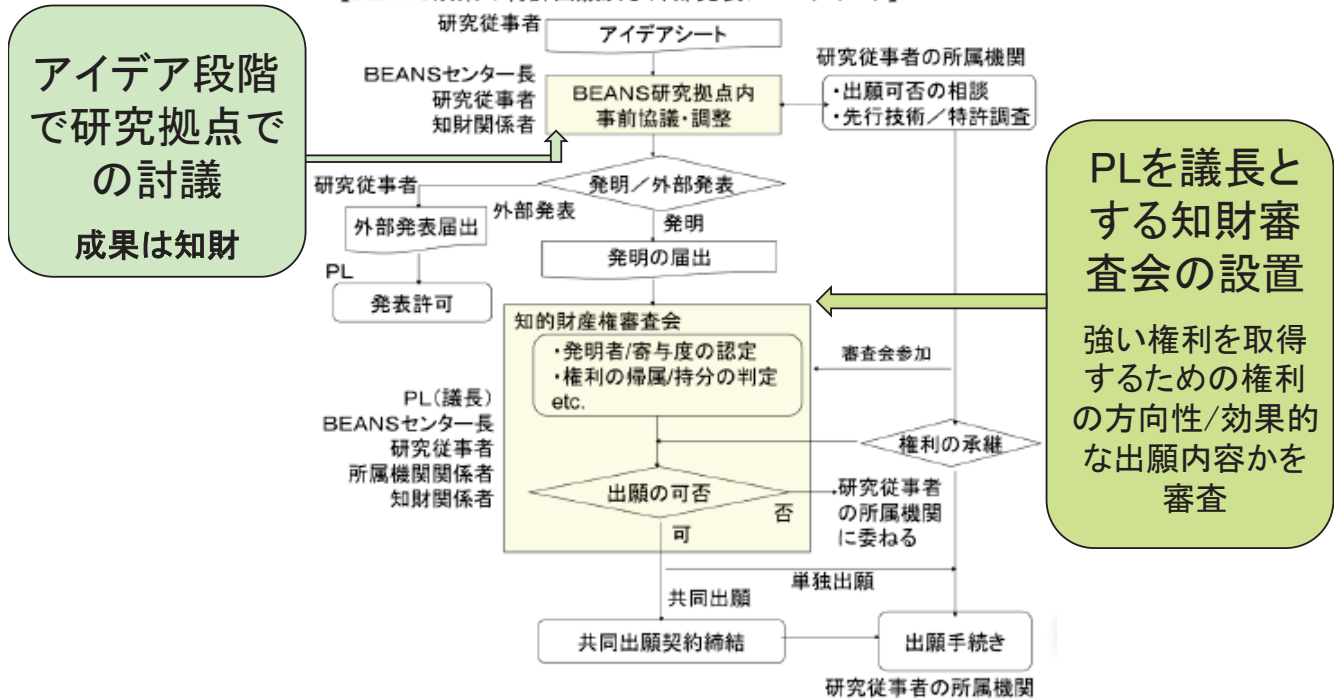 研究従事者
アイデアシート
アイデア段階
で研究拠点で
の討議
成果は知財
BEANSセンター長
研究従事者
知財関係者
BEANS研究拠点内
事前協議・調整
研究従事者の所属機関
・出願可否の相談
・先行技術／特許調査
PLを議長と
する知財審
査会の設置
強い権利を取得
するための権利
の方向性/効果的
な出願内容かを
審査
発明／外部発表
研究従事者
外部発表
外部発表届出
発明
発明の届出
PL
発表許可
知的財産権審査会
・発明者/寄与度の認定
・権利の帰属/持分の判定
etc.
審査会参加
PL(議長)
BEANSセンター長
研究従事者
所属機関関係者
知財関係者
権利の承継
出願の可否
否
可
研究従事者
の所属機関
に委ねる
単独出願
共同出願
共同出願契約締結
出願手続き
研究従事者の所属機関